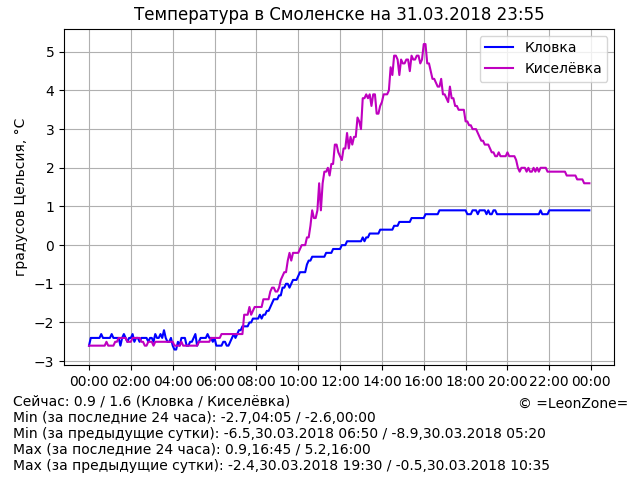 Температура в Смоленске на 31.03.2018 23:55
Кловка
Киселёвка
градусов Цельсия, °C
5
4
3
2
1
0
−1
−2
−3
00:00 02:00 04:00 06:00 08:00 10:00 12:00 14:00 16:00 18:00 20:00 22:00 00:00
Сейчас: 0.9 / 1.6 (Кловка / Киселёвка)
© =LeonZone=
Min (за последние 24 часа): -2.7,04:05 / -2.6,00:00
Min (за предыдущие сутки): -6.5,30.03.2018 06:50 / -8.9,30.03.2018 05:20
Max (за последние 24 часа): 0.9,16:45 / 5.2,16:00
Max (за предыдущие сутки): -2.4,30.03.2018 19:30 / -0.5,30.03.2018 10:35